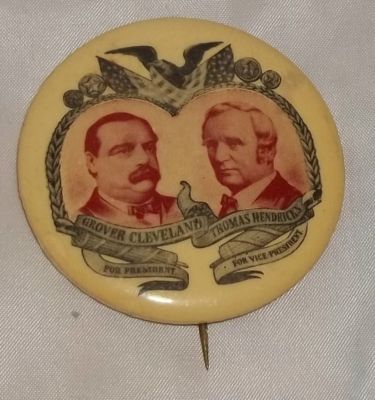 GROVER CLEVELAND
FOR PRESIDENT
THOMAS HENDRICKS
FOR VICE-PRESIDENT